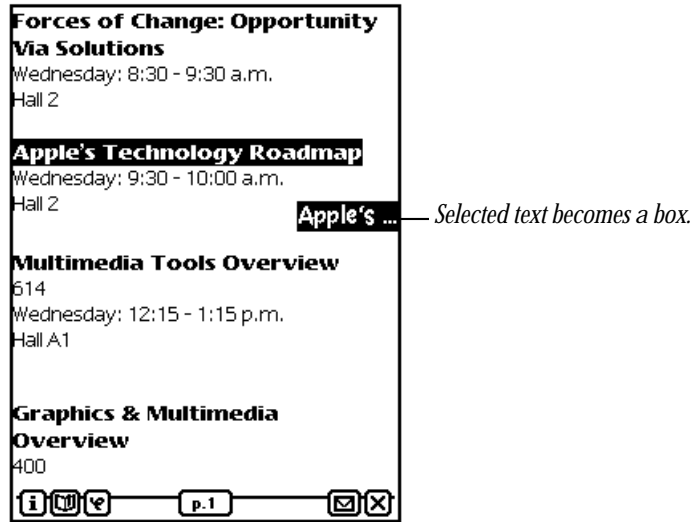 Forces of Change: Opportunity
Via Solutions
Wednesday: 8:30 - 9:30 a.m.
Hall 2
Apple's Technology Roadmap
Wednesday: 9:30 - 10:00 a.m.
Hall 2
Apple's ...
Selected text becomes a box.
Multimedia Tools Overview
614
Wednesday: 12:15 - 1:15 p.m.
Hall A1
Graphics & Multimedia
Overview
400
i
p.1